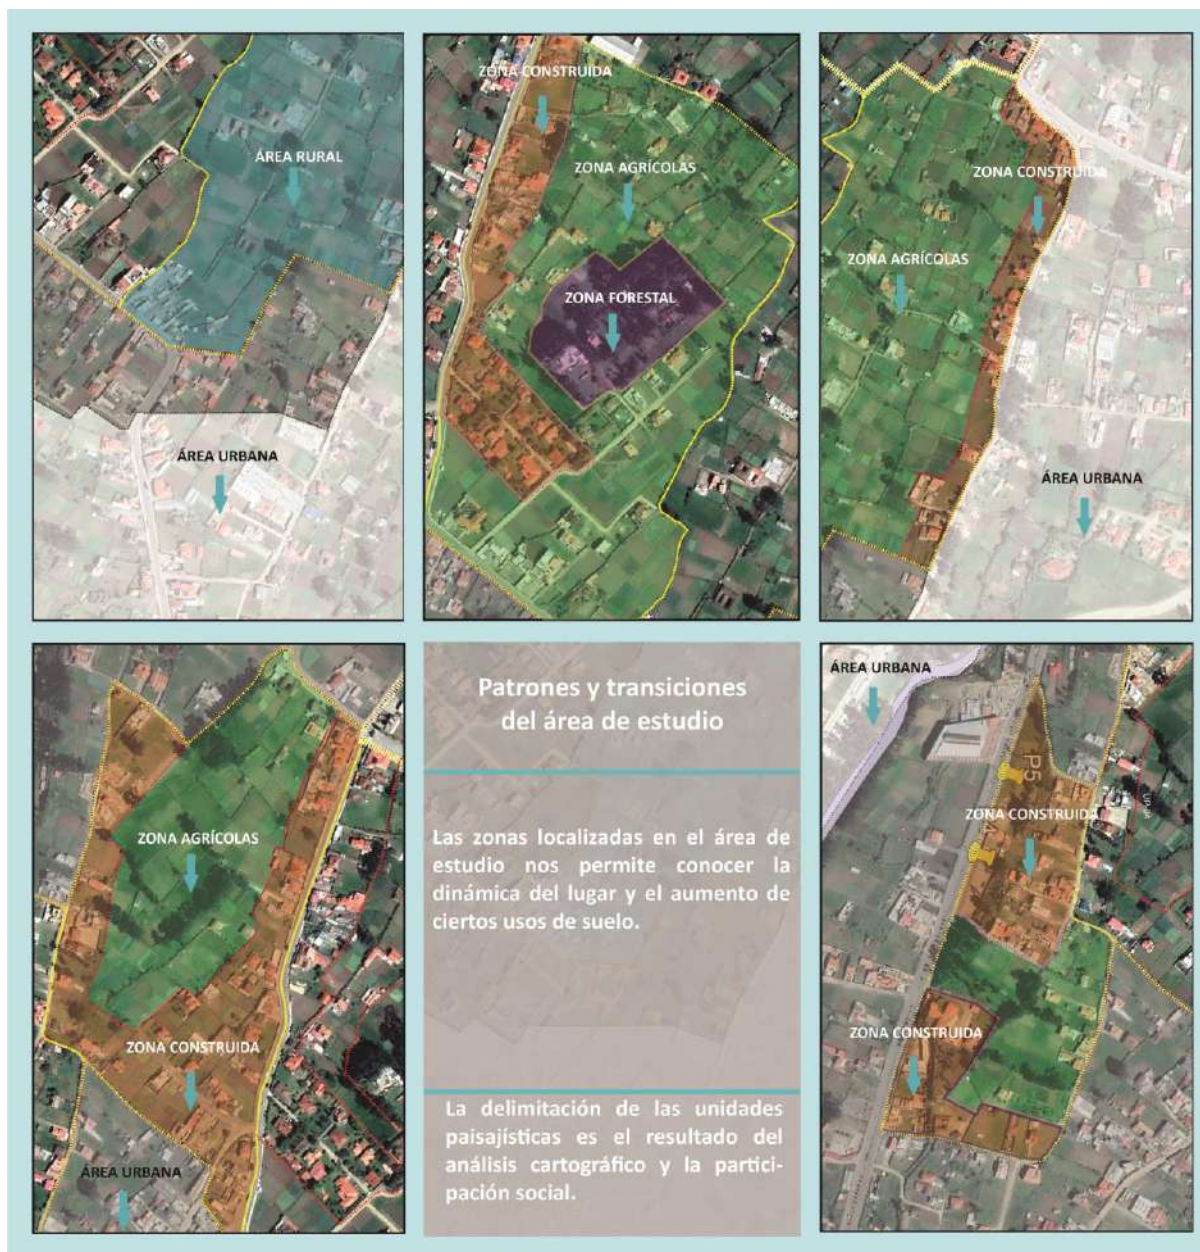 ÁREA RURAL
ÁREA URBANA
ZONA CONSTRUIDA
ZONA AGRÍCOLAS
ZONA FORESTAL
ZONA CONSTRUIDA
ZONA AGRÍCOLAS
ÁREA URBANA
ZONA AGRÍCOLAS
ZONA CONSTRUIDA
ÁREA URBANA
Patrones y transiciones
del área de estudio
Las zonas localizadas en el área de
estudio nos permite conocer la
dinámica del lugar y el aumento de
ciertos usos de suelo.
La delimitación de las unidades
paisajísticas es el resultado del
análisis cartográfico y la partici-
pación social.
ÁREA URBANA
P5
ZONA CONSTRUIDA
ZONA CONSTRUIDA